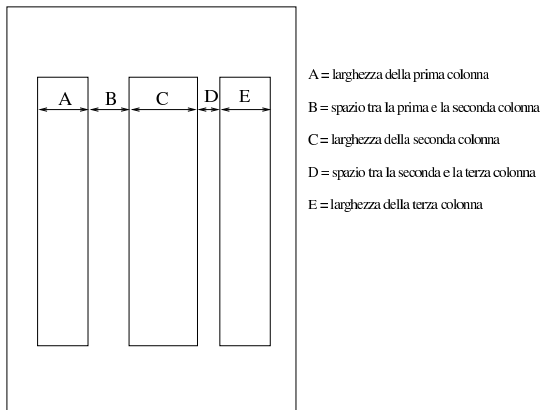 A B C D E
A = larghezza della prima colonna
B = spazio tra la prima e la seconda colonna
C = larghezza della seconda colonna
D = spazio tra la seconda e la terza colonna
E = larghezza della terza colonna